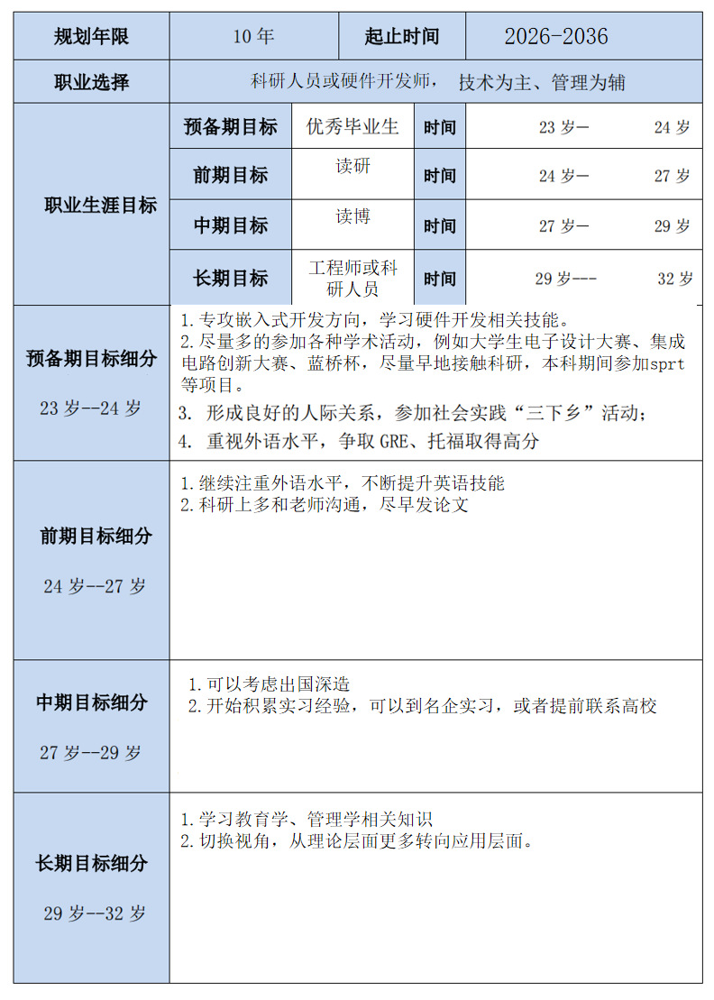 规划年限 10 年 起止时间 2026-2036
职业选择 科研人员或硬件开发师， 技术为主、管理为辅
职业生涯目标
预备期目标 优秀毕业生 时间 23 岁— 24 岁
前期目标 读研 时间 24 岁— 27 岁
中期目标 读博 时间 27 岁— 29 岁
长期目标 工程师或科 时间 29 岁--- 32 岁
研人员
预备期目标细分
23 岁--24 岁
1.专攻嵌入式开发方向，学习硬件开发相关技能。
2.尽量多的参加各种学术活动，例如大学生电子设计大赛、集成
电路创新大赛、蓝桥杯，尽量早地接触科研，本科期间参加sprt
等项目。
3. 形成良好的人际关系，参加社会实践“三下乡”活动；
4. 重视外语水平，争取 GRE、托福取得高分
前期目标细分
24 岁--27 岁
1.继续注重外语水平，不断提升英语技能
2.科研上多和老师沟通，尽早发论文
中期目标细分
27 岁--29 岁
1.可以考虑出国深造
2.开始积累实习经验，可以到名企实习，或者提前联系高校
长期目标细分
29 岁--32 岁
1.学习教育学、管理学相关知识
2.切换视角，从理论层面更多转向应用层面。